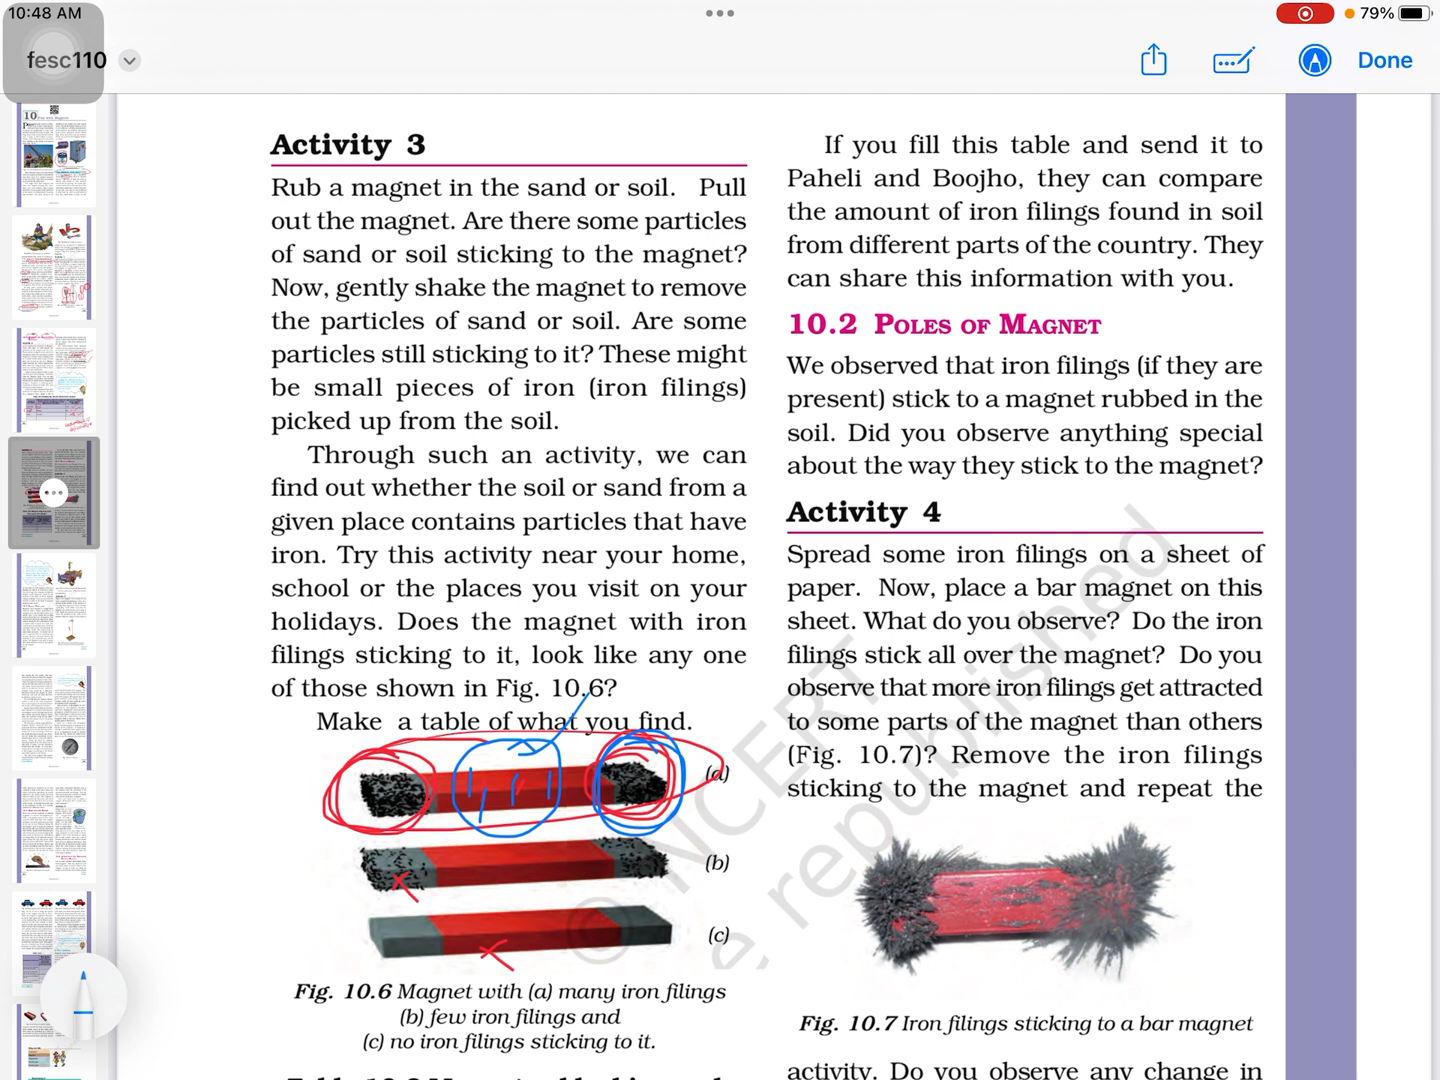 10:48 AM
79%
fesc110
Done
Activity 3
Rub a magnet in the sand or soil. Pull
out the magnet. Are there some particles
of sand or soil sticking to the magnet?
Now, gently shake the magnet to remove
the particles of sand or soil. Are some
particles still sticking to it? These might
be small pieces of iron (iron filings)
picked up from the soil.
Through such an activity, we can
find out whether the soil or sand from a
given place contains particles that have
iron. Try this activity near your home,
school or the places you visit on your
holidays. Does the magnet with iron
filings sticking to it, look like any one
of those shown in Fig. 10.6?
Make a table of what you find.
(a)
(b)
(c)
Fig. 10.6 Magnet with (a) many iron filings
(b) few iron filings and
(c) no iron filings sticking to it.
If you fill this table and send it to
Paheli and Boojho, they can compare
the amount of iron filings found in soil
from different parts of the country. They
can share this information with you.
10.2 POLES OF MAGNET
We observed that iron filings (if they are
present) stick to a magnet rubbed in the
soil. Did you observe anything special
about the way they stick to the magnet?
Activity 4
Spread some iron filings on a sheet of
paper. Now, place a bar magnet on this
sheet. What do you observe? Do the iron
filings stick all over the magnet? Do you
observe that more iron filings get attracted
to some parts of the magnet than others
(Fig. 10.7)? Remove the iron filings
sticking to the magnet and repeat the
Fig. 10.7 Iron filings sticking to a bar magnet
activity. Do you observe any change in
© NCERT
republished